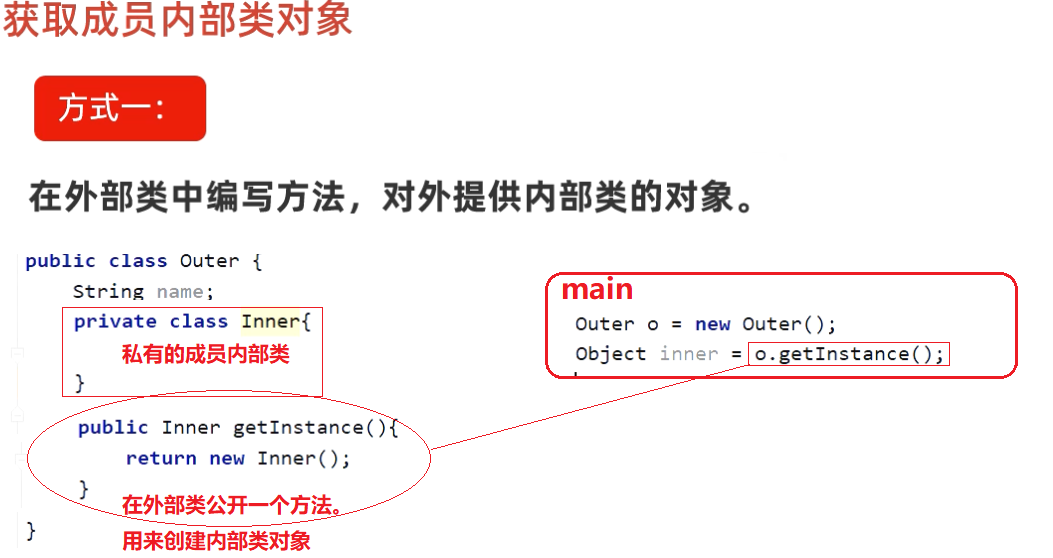 获取成员内部类对象
方式一：
在外部类中编写方法，对外提供内部类的对象。
public class Outer {
String name;
private class Inner{
私有的成员内部类
}
public Inner getInstance(){
return new Inner();
}
在外部类公开一个方法。
用来创建内部类对象
}
main
Outer o = new Outer();
Object inner = o.getInstance();